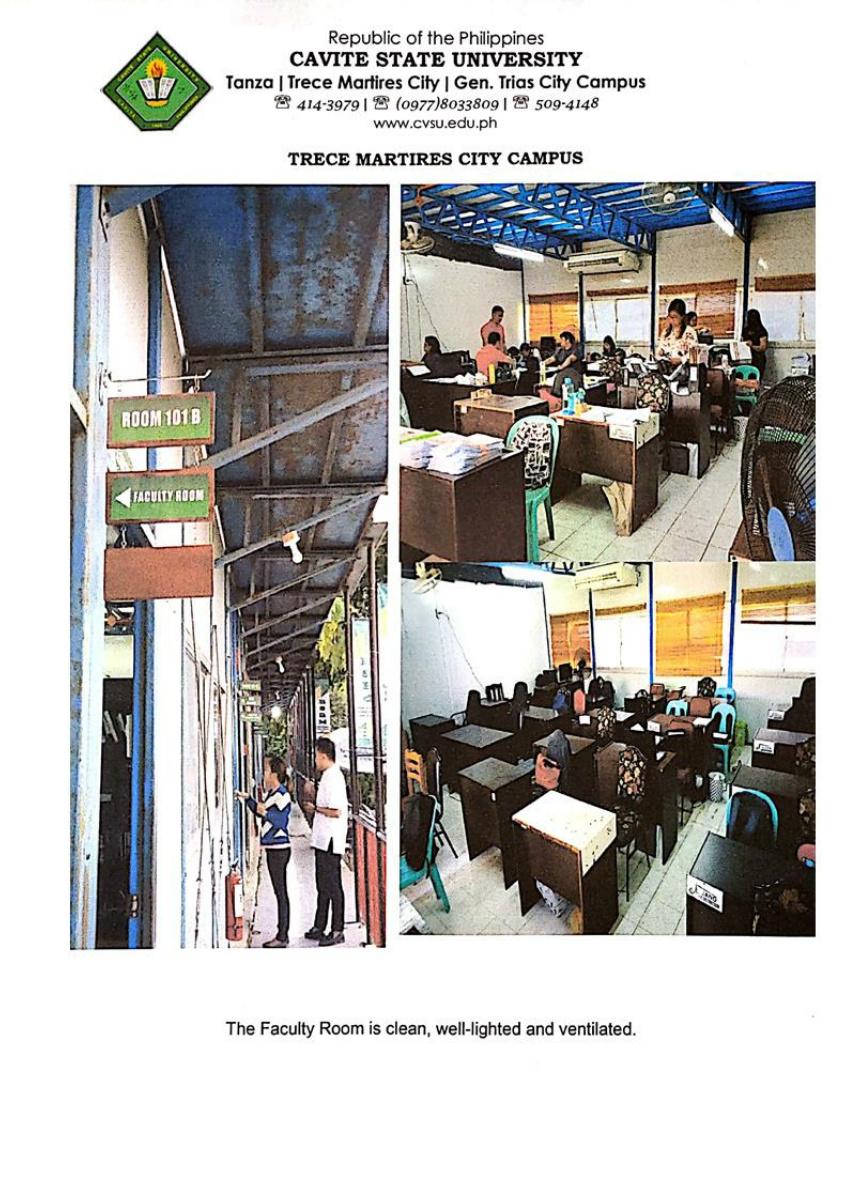 Republic of the Philippines
CAVITE STATE UNIVERSITY
Tanza | Trece Martires City | Gen. Trias City Campus
☏ 414-3979 | ☏ (0977)8033809 | ☏ 509-4148
www.cvsu.edu.ph
TRECE MARTIRES CITY CAMPUS
ROOM 101 B
FACULTY ROOM
The Faculty Room is clean, well-lighted and ventilated.